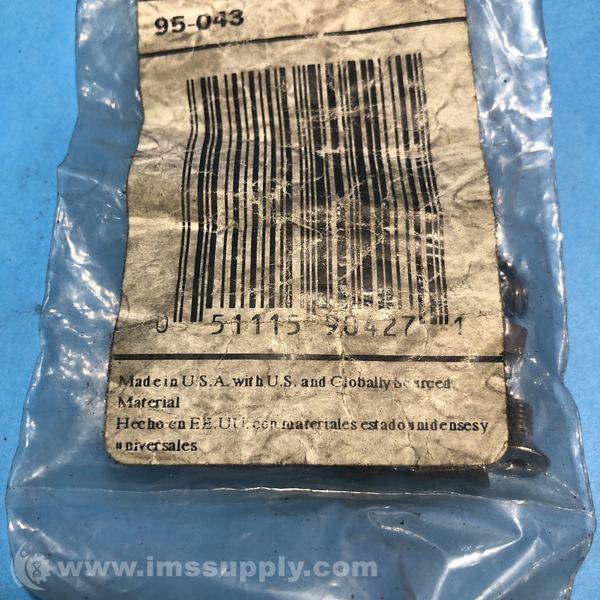 95-043
0 51115 90427 1
Made in U.S.A. with U.S. and Globally Sourced
Material
Hecho en EE.UU. con materiales estadounidenses y
universales
www.imssupply.com